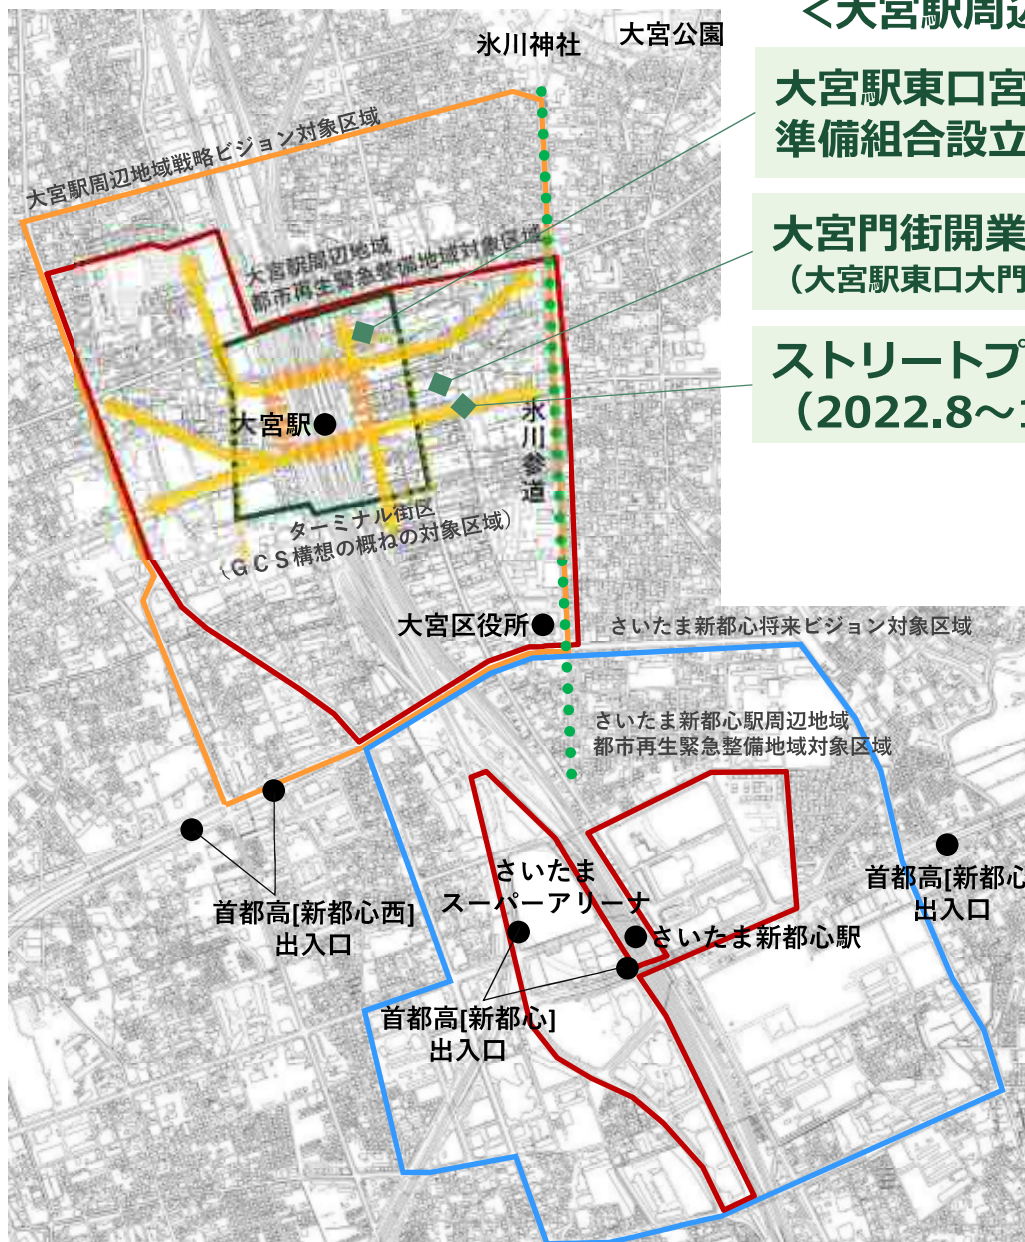 <大宮駅周辺
氷川神社
大宮公園
大宮駅東口宮
準備組合設立
大宮駅周辺地域戦略ビジョン対象区域
大宮門街開業
（大宮駅東口大門
大宮駅周辺地域
都市再生緊急整備地域対象区域
ストリートプ
（2022.8～1
大宮駅
氷川参道
ターミナル街区
（ＧＣＳ構想の概ねの対象区域）
大宮区役所
さいたま新都心将来ビジョン対象区域
さいたま新都心駅周辺地域
都市再生緊急整備地域対象区域
さいたま
スーパーアリーナ
首都高[新都心
出入口
首都高[新都心西]
出入口
さいたま新都心駅
首都高[新都心]
出入口